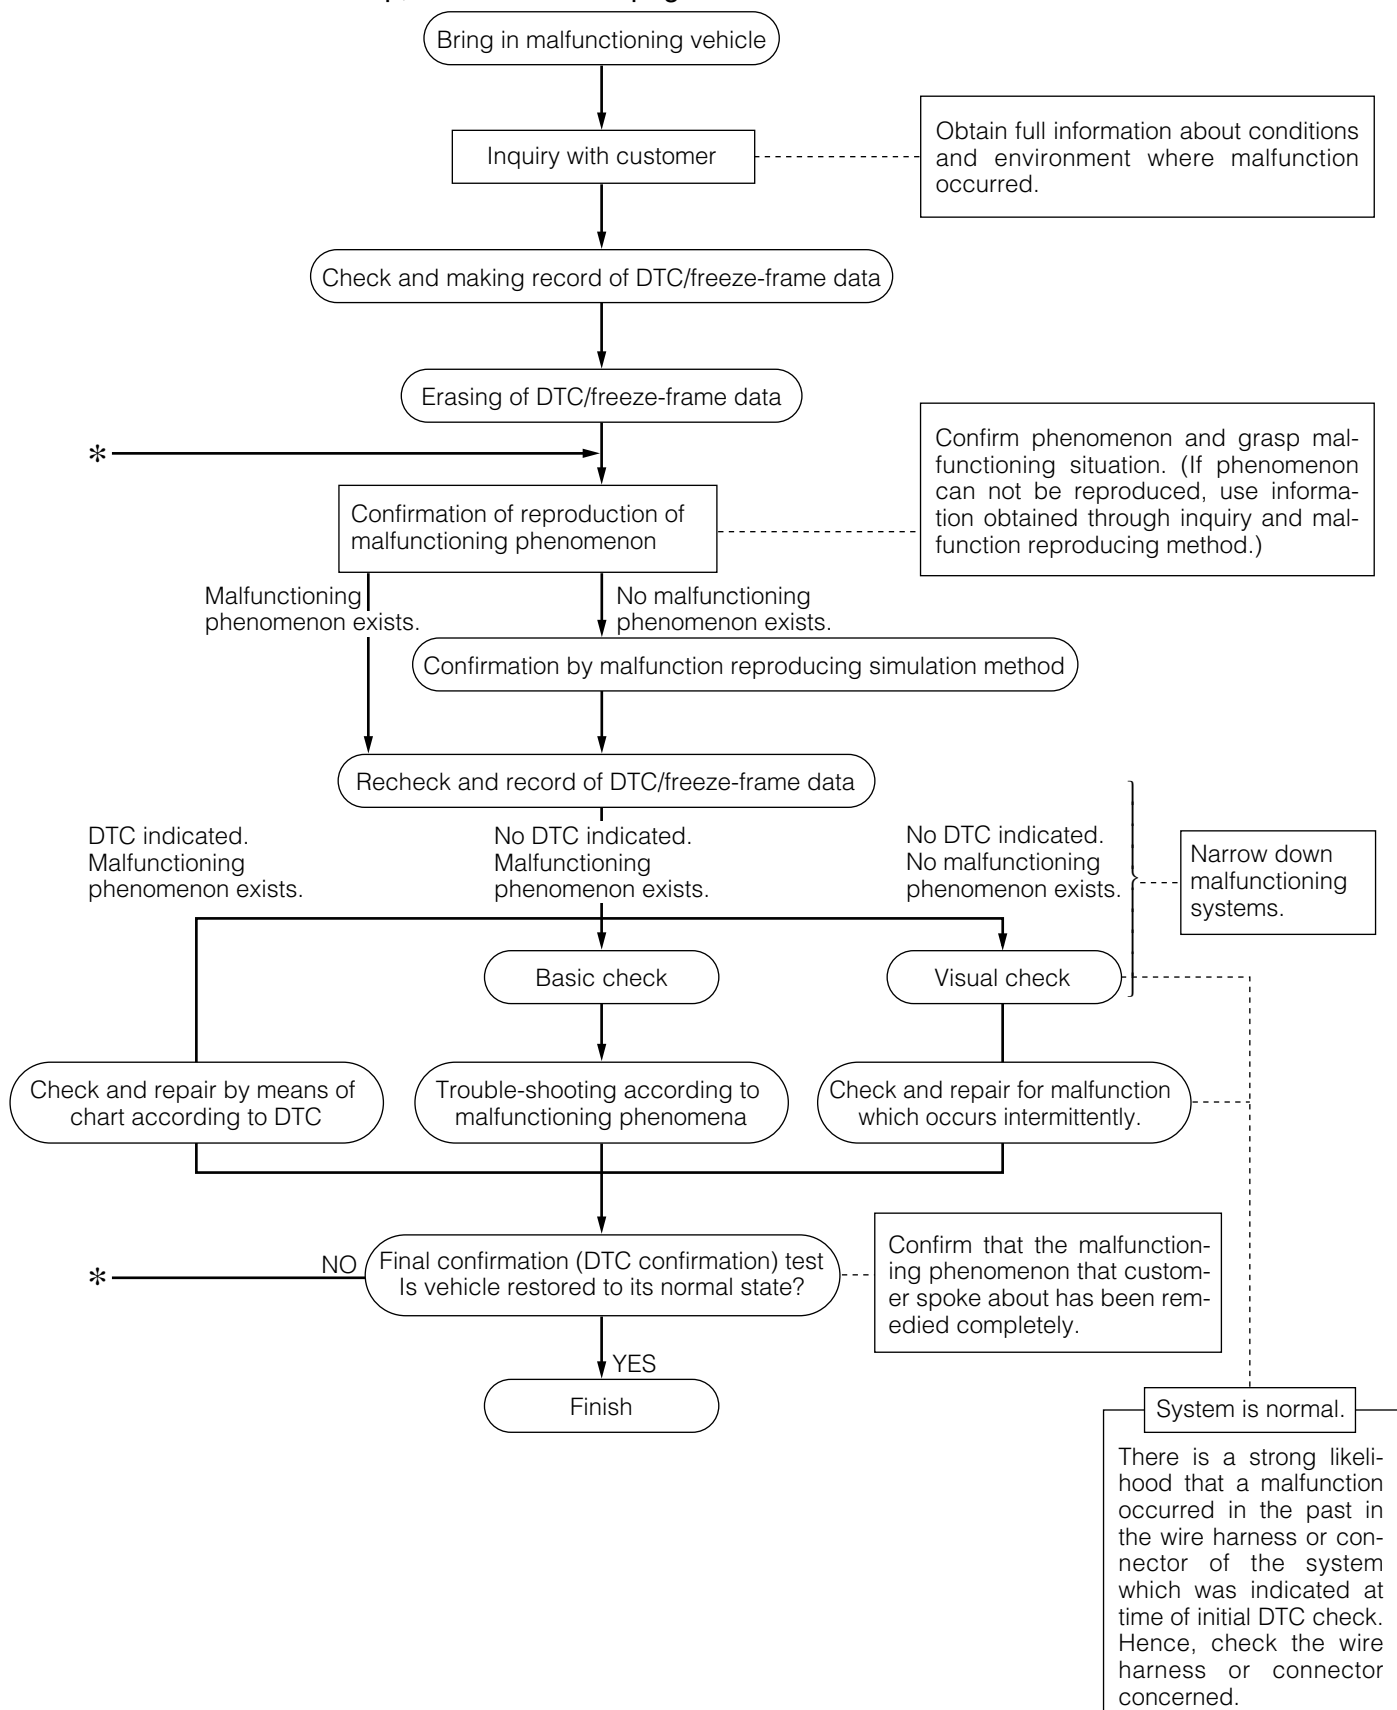 Bring in malfunctioning vehicle
Inquiry with customer
Obtain full information about conditions
and environment where malfunction
occurred.
Check and making record of DTC/freeze-frame data
Erasing of DTC/freeze-frame data
*
Confirm phenomenon and grasp mal-
functioning situation. (If phenomenon
can not be reproduced, use informa-
tion obtained through inquiry and mal-
function reproducing method.)
Confirmation of reproduction of
malfunctioning phenomenon
Malfunctioning
phenomenon exists.
No malfunctioning
phenomenon exists.
Confirmation by malfunction reproducing simulation method
Recheck and record of DTC/freeze-frame data
DTC indicated.
Malfunctioning
phenomenon exists.
No DTC indicated.
Malfunctioning
phenomenon exists.
No DTC indicated.
No malfunctioning
phenomenon exists.
Narrow down
malfunctioning
systems.
Basic check
Visual check
Check and repair by means of
chart according to DTC
Trouble-shooting according to
malfunctioning phenomena
Check and repair for malfunction
which occurs intermittently.
*
NO
Final confirmation (DTC confirmation) test
Is vehicle restored to its normal state?
Confirm that the malfunction-
ing phenomenon that custom-
er spoke about has been rem-
edied completely.
YES
Finish
System is normal.
There is a strong likeli-
hood that a malfunction
occurred in the past in
the wire harness or con-
nector of the system
which was indicated at
time of initial DTC check.
Hence, check the wire
harness or connector
concerned.